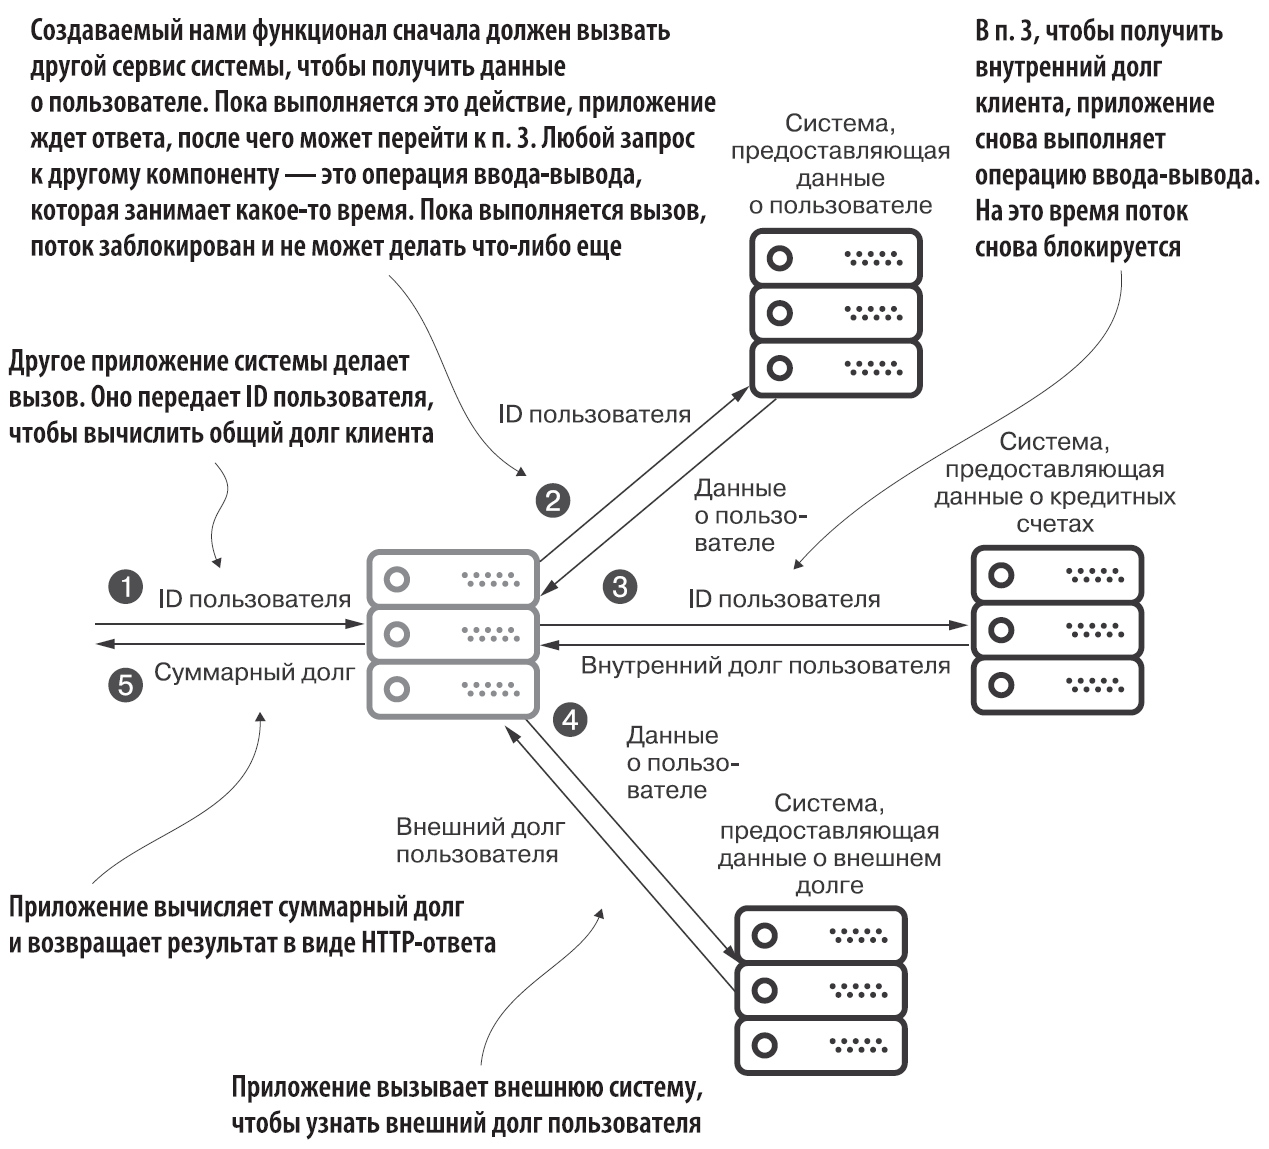 Создаваемый нами функционал сначала должен вызвать
другой сервис системы, чтобы получить данные
о пользователе. Пока выполняется это действие, приложение
ждет ответа, после чего может перейти к п. 3. Любой запрос
к другому компоненту — это операция ввода-вывода,
которая занимает какое-то время. Пока выполняется вызов,
поток заблокирован и не может делать что-либо еще
В п. 3, чтобы получить
внутренний долг
клиента, приложение
снова выполняет
операцию ввода-вывода.
На это время поток
снова блокируется
Система,
предоставляющая
данные
о пользователе
Другое приложение системы делает
вызов. Оно передает ID пользователя,
чтобы вычислить общий долг клиента
ID пользователя
2
Данные
о пользо-
вателе
Система,
предоставляющая
данные о кредитных
счетах
1
ID пользователя
3
ID пользователя
Внутренний долг пользователя
5
Суммарный долг
4
Данные
о пользо-
вателе
Внешний долг
пользователя
Система,
предоставляющая
данные о внешнем
долге
Приложение вычисляет суммарный долг
и возвращает результат в виде HTTP-ответа
Приложение вызывает внешнюю систему,
чтобы узнать внешний долг пользователя